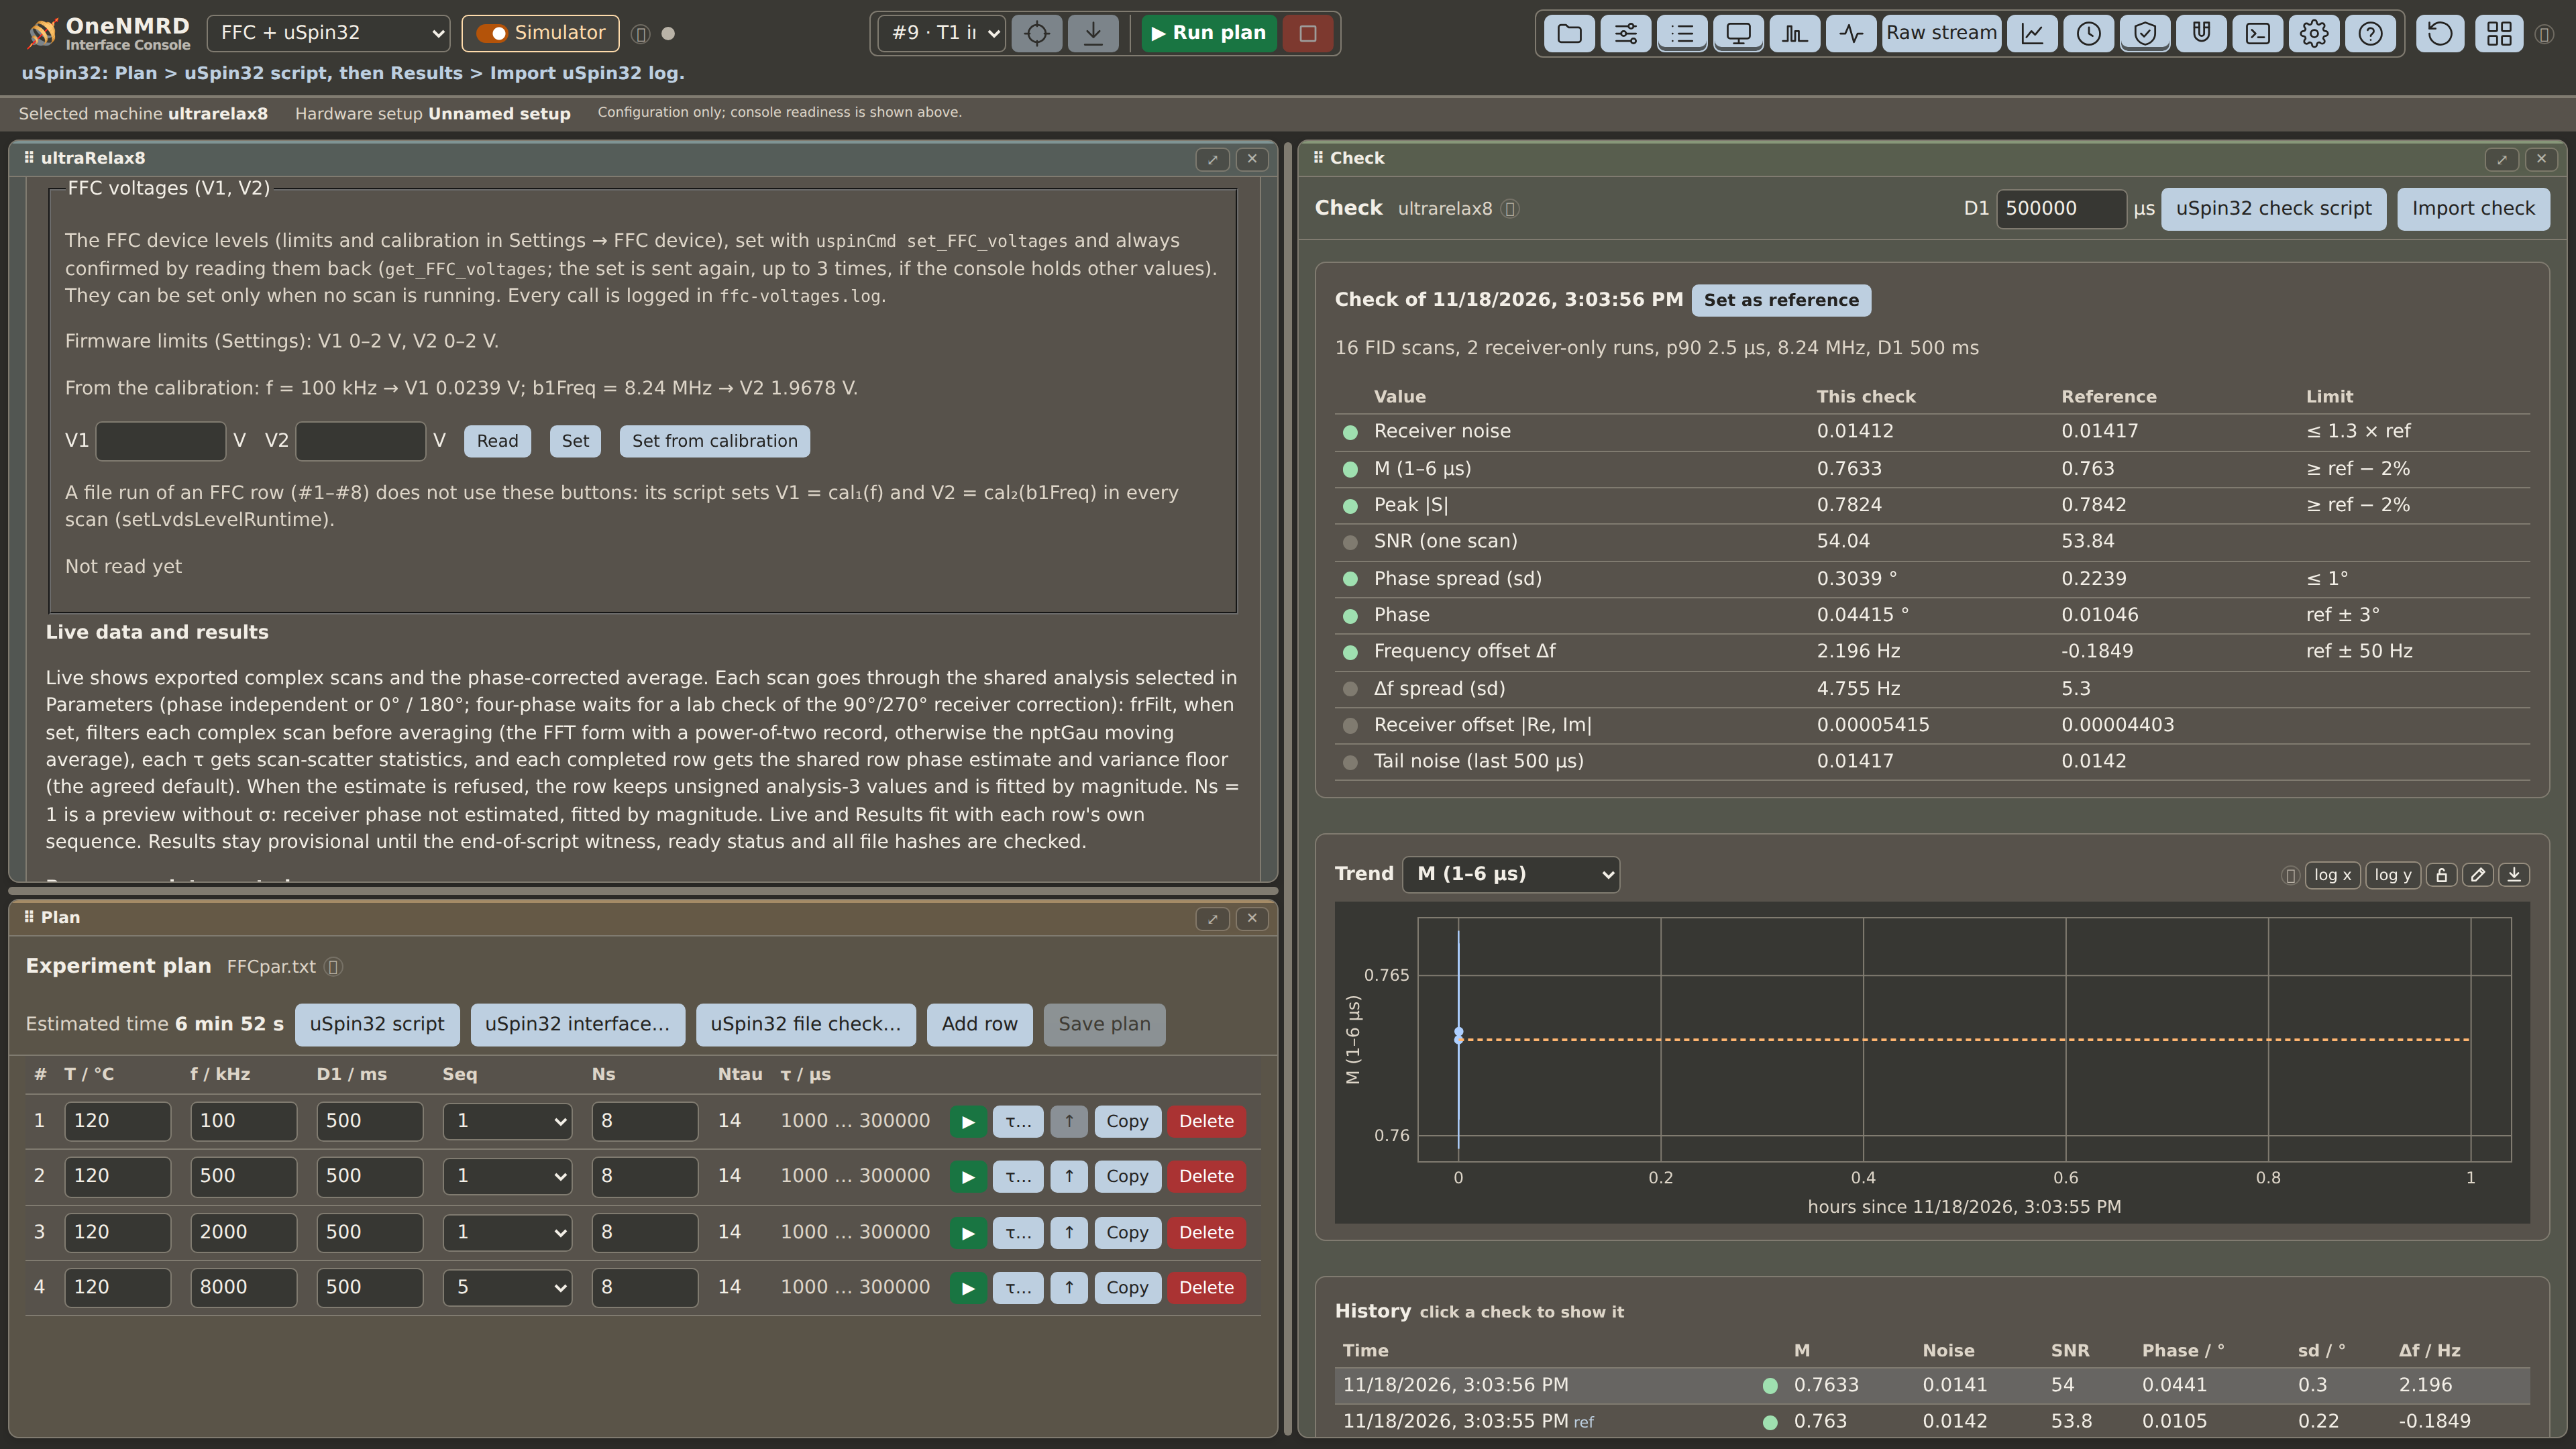 OneNMRD
Interface Console
FFC + uSpin32
Simulator
#9 · T1 iı
▶ Run plan
Raw stream
uSpin32: Plan > uSpin32 script, then Results > Import uSpin32 log.
Selected machine ultrarelax8 Hardware setup Unnamed setup Configuration only; console readiness is shown above.
ultraRelax8
FFC voltages (V1, V2)
The FFC device levels (limits and calibration in Settings → FFC device), set with uspinCmd set_FFC_voltages and always
confirmed by reading them back (get_FFC_voltages; the set is sent again, up to 3 times, if the console holds other values).
They can be set only when no scan is running. Every call is logged in ffc-voltages.log.
Firmware limits (Settings): V1 0–2 V, V2 0–2 V.
From the calibration: f = 100 kHz → V1 0.0239 V; b1Freq = 8.24 MHz → V2 1.9678 V.
V1 V V2 V Read Set Set from calibration
A file run of an FFC row (#1–#8) does not use these buttons: its script sets V1 = cal₁(f) and V2 = cal₂(b1Freq) in every
scan (setLvdsLevelRuntime).
Not read yet
Live data and results
Live shows exported complex scans and the phase-corrected average. Each scan goes through the shared analysis selected in
Parameters (phase independent or 0° / 180°; four-phase waits for a lab check of the 90°/270° receiver correction): frFilt, when
set, filters each complex scan before averaging (the FFT form with a power-of-two record, otherwise the nptGau moving
average), each τ gets scan-scatter statistics, and each completed row gets the shared row phase estimate and variance floor
(the agreed default). When the estimate is refused, the row keeps unsigned analysis-3 values and is fitted by magnitude. Ns =
1 is a preview without σ: receiver phase not estimated, fitted by magnitude. Live and Results fit with each row's own
sequence. Results stay provisional until the end-of-script witness, ready status and all file hashes are checked.
Plan
Experiment plan FFCpar.txt
Estimated time 6 min 52 s uSpin32 script uSpin32 interface... uSpin32 file check... Add row Save plan
# T / °C f / kHz D1 / ms Seq Ns Ntau τ / µs
1 120 100 500 1 8 14 1000 ... 300000 ▶ τ... ↑ Copy Delete
2 120 500 500 1 8 14 1000 ... 300000 ▶ τ... ↑ Copy Delete
3 120 2000 500 1 8 14 1000 ... 300000 ▶ τ... ↑ Copy Delete
4 120 8000 500 5 8 14 1000 ... 300000 ▶ τ... ↑ Copy Delete
Check
Check ultrarelax8 D1 500000 µs uSpin32 check script Import check
Check of 11/18/2026, 3:03:56 PM Set as reference
16 FID scans, 2 receiver-only runs, p90 2.5 µs, 8.24 MHz, D1 500 ms
Value This check Reference Limit
Receiver noise 0.01412 0.01417 ≤ 1.3 × ref
M (1–6 µs) 0.7633 0.763 ≥ ref − 2%
Peak |S| 0.7824 0.7842 ≥ ref − 2%
SNR (one scan) 54.04 53.84
Phase spread (sd) 0.3039 ° 0.2239 ≤ 1°
Phase 0.04415 ° 0.01046 ref ± 3°
Frequency offset Δf 2.196 Hz -0.1849 ref ± 50 Hz
Δf spread (sd) 4.755 Hz 5.3
Receiver offset |Re, Im| 0.00005415 0.00004403
Tail noise (last 500 µs) 0.01417 0.0142
Trend M (1–6 µs) log x log y
0.765
M (1–6 µs)
0.76
0 0.2 0.4 0.6 0.8 1
hours since 11/18/2026, 3:03:55 PM
History click a check to show it
Time M Noise SNR Phase / ° sd / ° Δf / Hz
11/18/2026, 3:03:56 PM 0.7633 0.0141 54 0.0441 0.3 2.196
11/18/2026, 3:03:55 PM ref 0.763 0.0142 53.8 0.0105 0.22 -0.1849